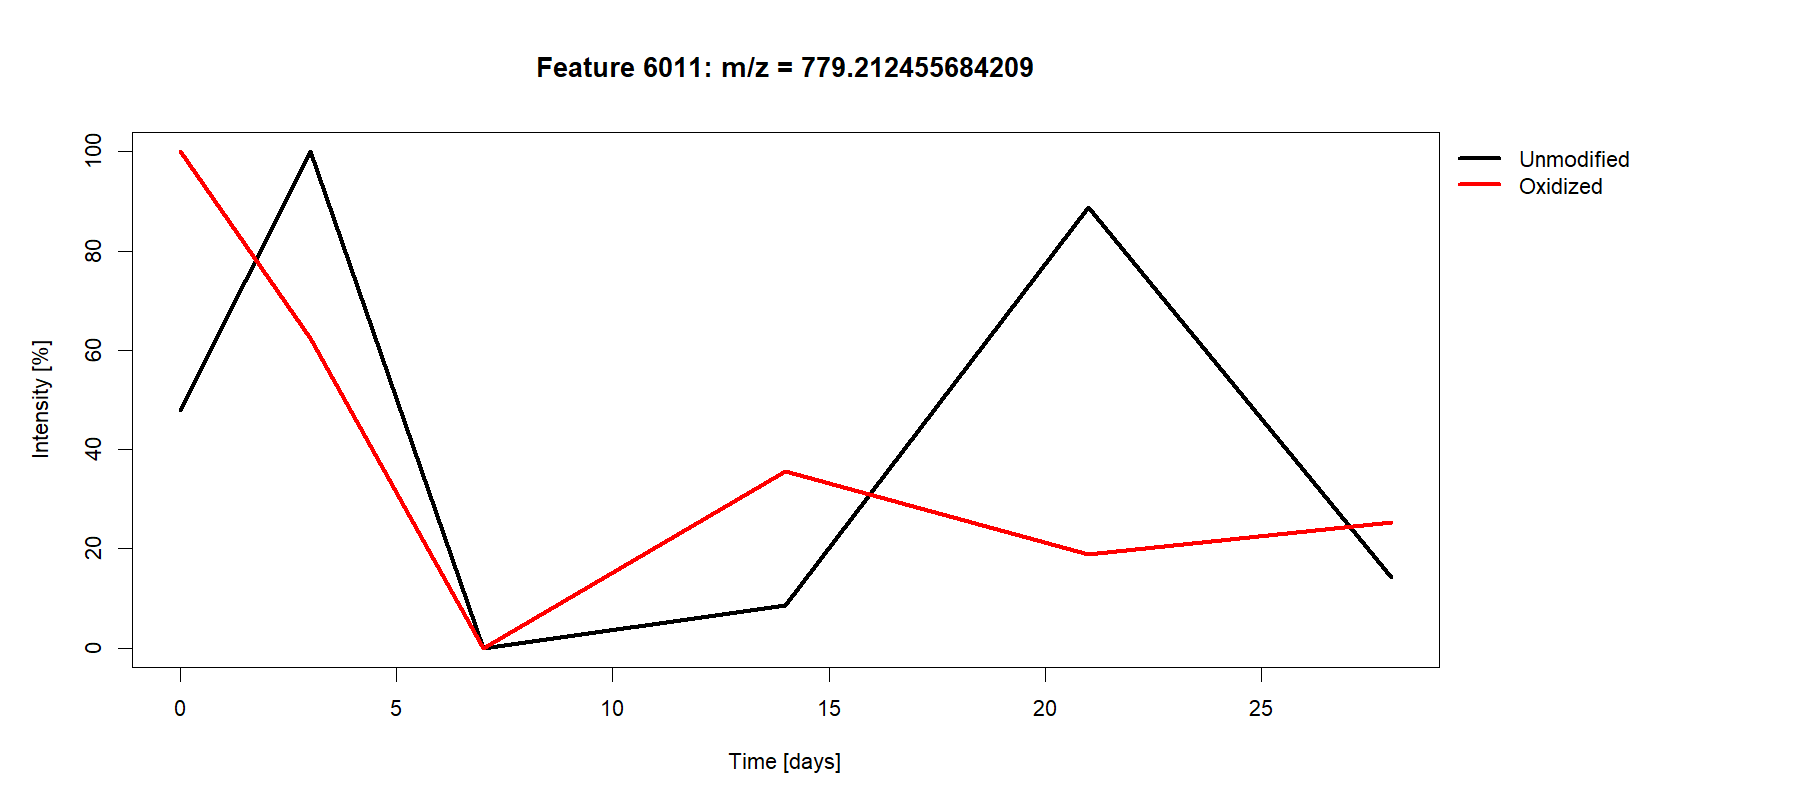 Feature 6011: m/z = 779.212455684209
Unmodified
Oxidized
Intensity [%]
100
80
60
40
20
0
0 5 10 15 20 25
Time [days]